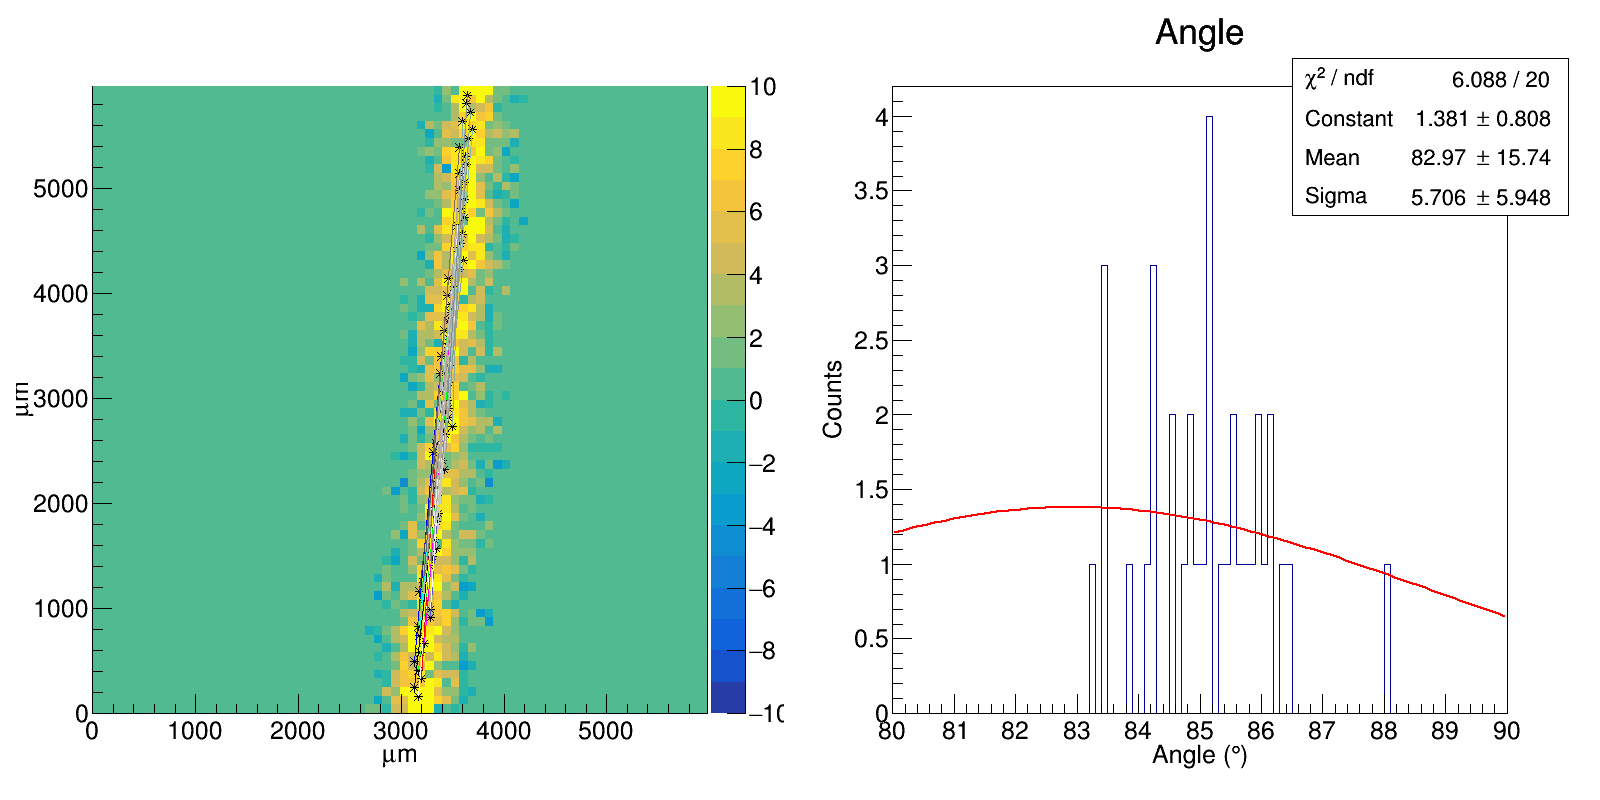 Angle
χ² / ndf 6.088 / 20
Constant 1.381 ± 0.808
Mean 82.97 ± 15.74
Sigma 5.706 ± 5.948
10
8
6
4
2
0
−2
−4
−6
−8
−10
5000
4000
3000
2000
1000
0
μm
0 1000 2000 3000 4000 5000
μm
4
3.5
3
2.5
2
1.5
1
0.5
0
Counts
80 81 82 83 84 85 86 87 88 89 90
Angle (°)